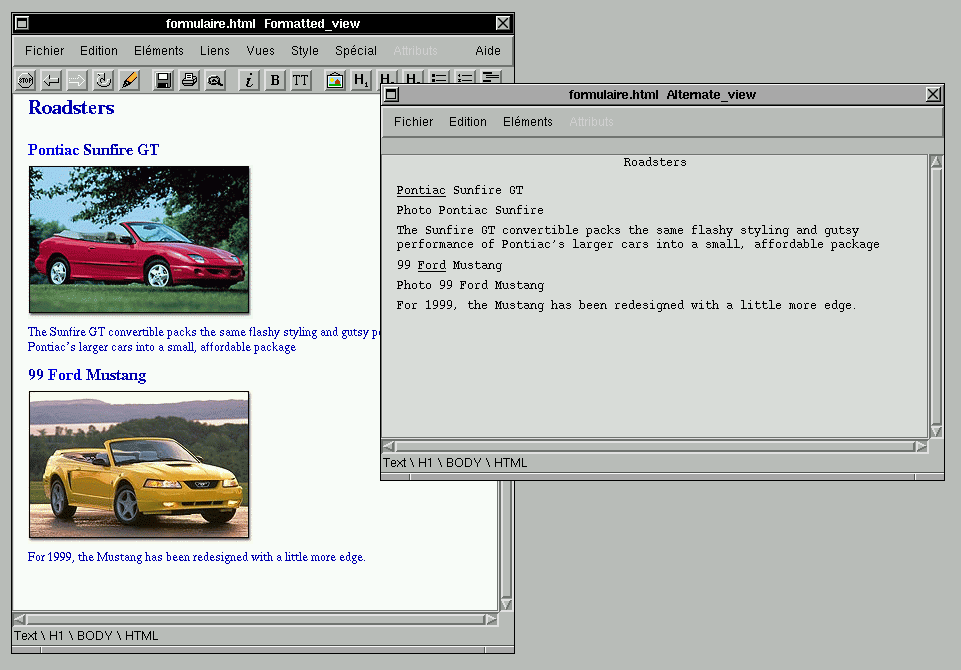 formulaire.html Formatted_view
Fichier Edition Eléments Liens Vues Style Spécial Attributs Aide
STOP i B TT H1 H2 H
Roadsters
Pontiac Sunfire GT
The Sunfire GT convertible packs the same flashy styling and gutsy
Pontiac's larger cars into a small, affordable package
99 Ford Mustang
For 1999, the Mustang has been redesigned with a little more edge.
Text \ H1 \ BODY \ HTML
formulaire.html Alternate_view
Fichier Edition Eléments Attributs
Roadsters
Pontiac Sunfire GT
Photo Pontiac Sunfire
The Sunfire GT convertible packs the same flashy styling and gutsy
performance of Pontiac's larger cars into a small, affordable package
99 Ford Mustang
Photo 99 Ford Mustang
For 1999, the Mustang has been redesigned with a little more edge.
Text \ H1 \ BODY \ HTML